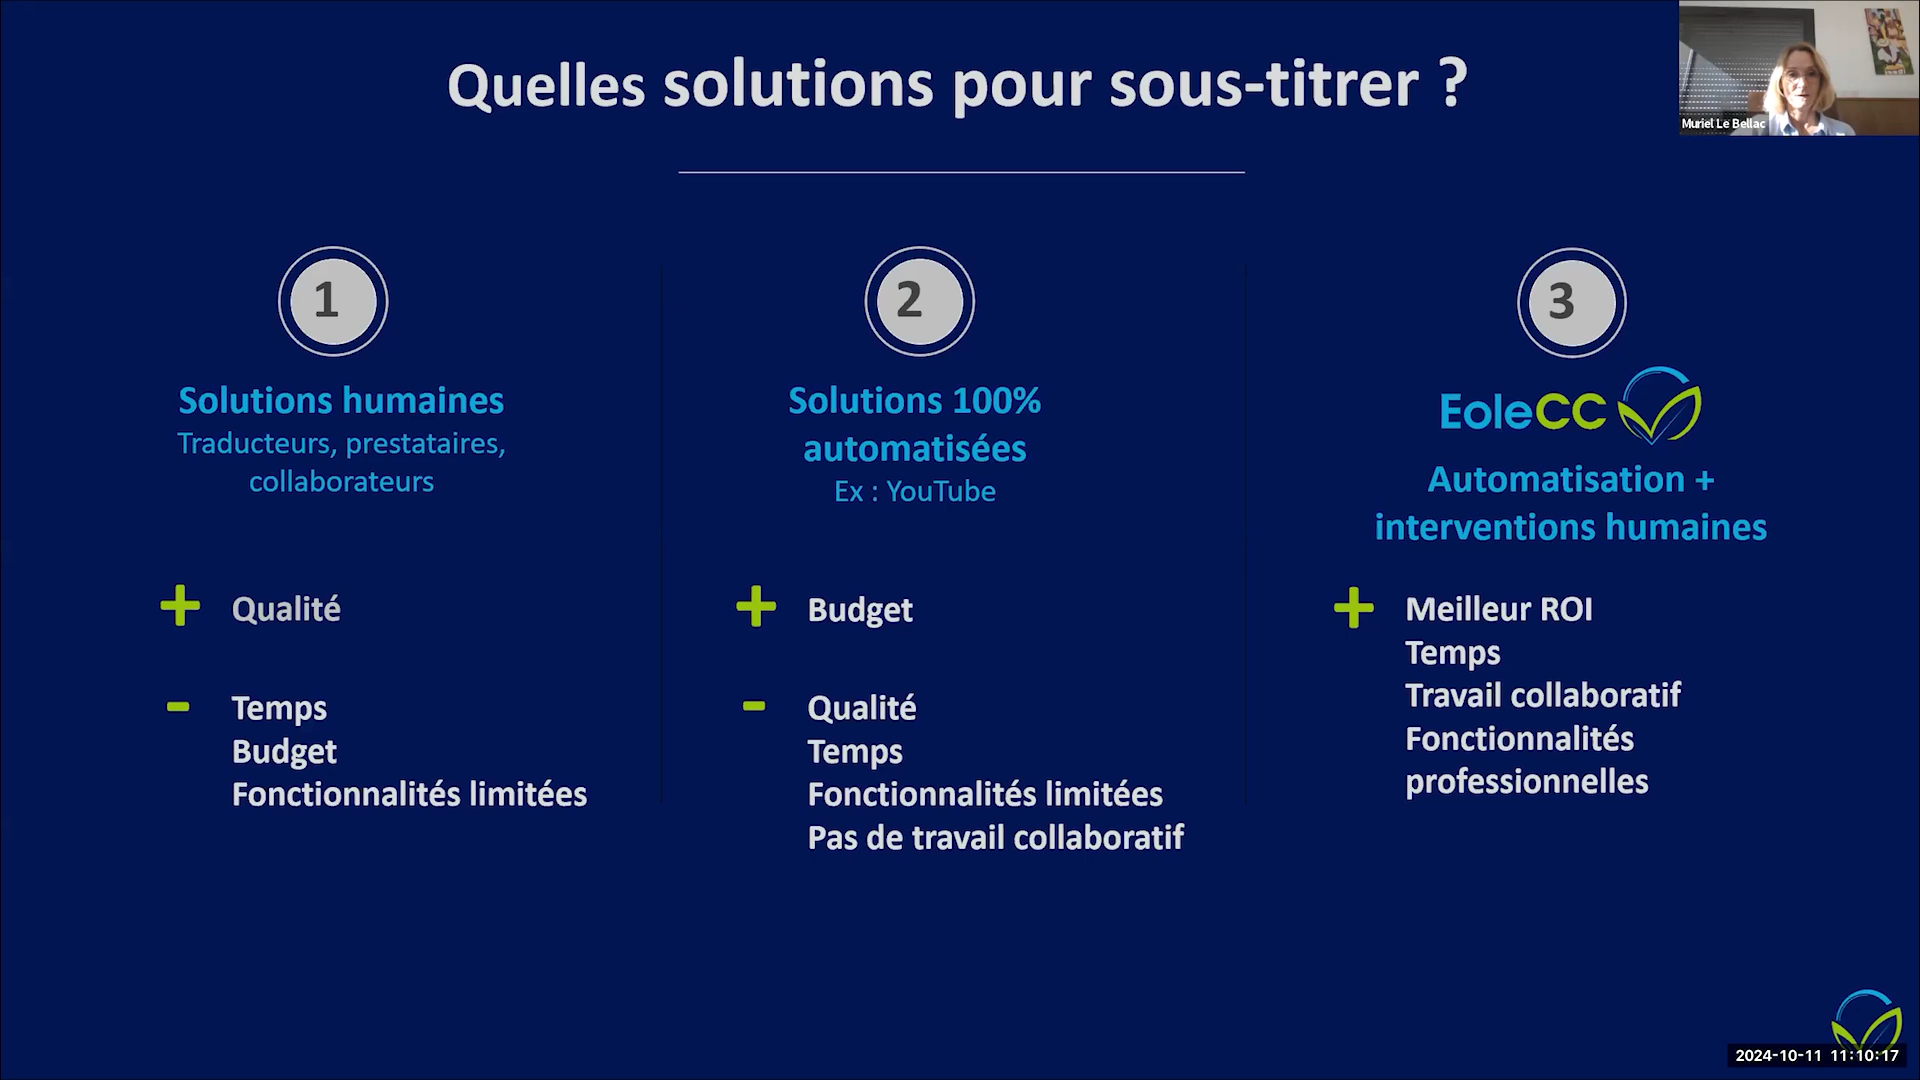 Quelles solutions pour sous-titrer ?
Muriel Le Bellac
1
Solutions humaines
Traducteurs, prestataires,
collaborateurs
+ Qualité
- Temps
Budget
Fonctionnalités limitées
2
Solutions 100%
automatisées
Ex : YouTube
+ Budget
- Qualité
Temps
Fonctionnalités limitées
Pas de travail collaboratif
3
EoleCC
Automatisation +
interventions humaines
+ Meilleur ROI
Temps
Travail collaboratif
Fonctionnalités
professionnelles
2024-10-11 11:10:17